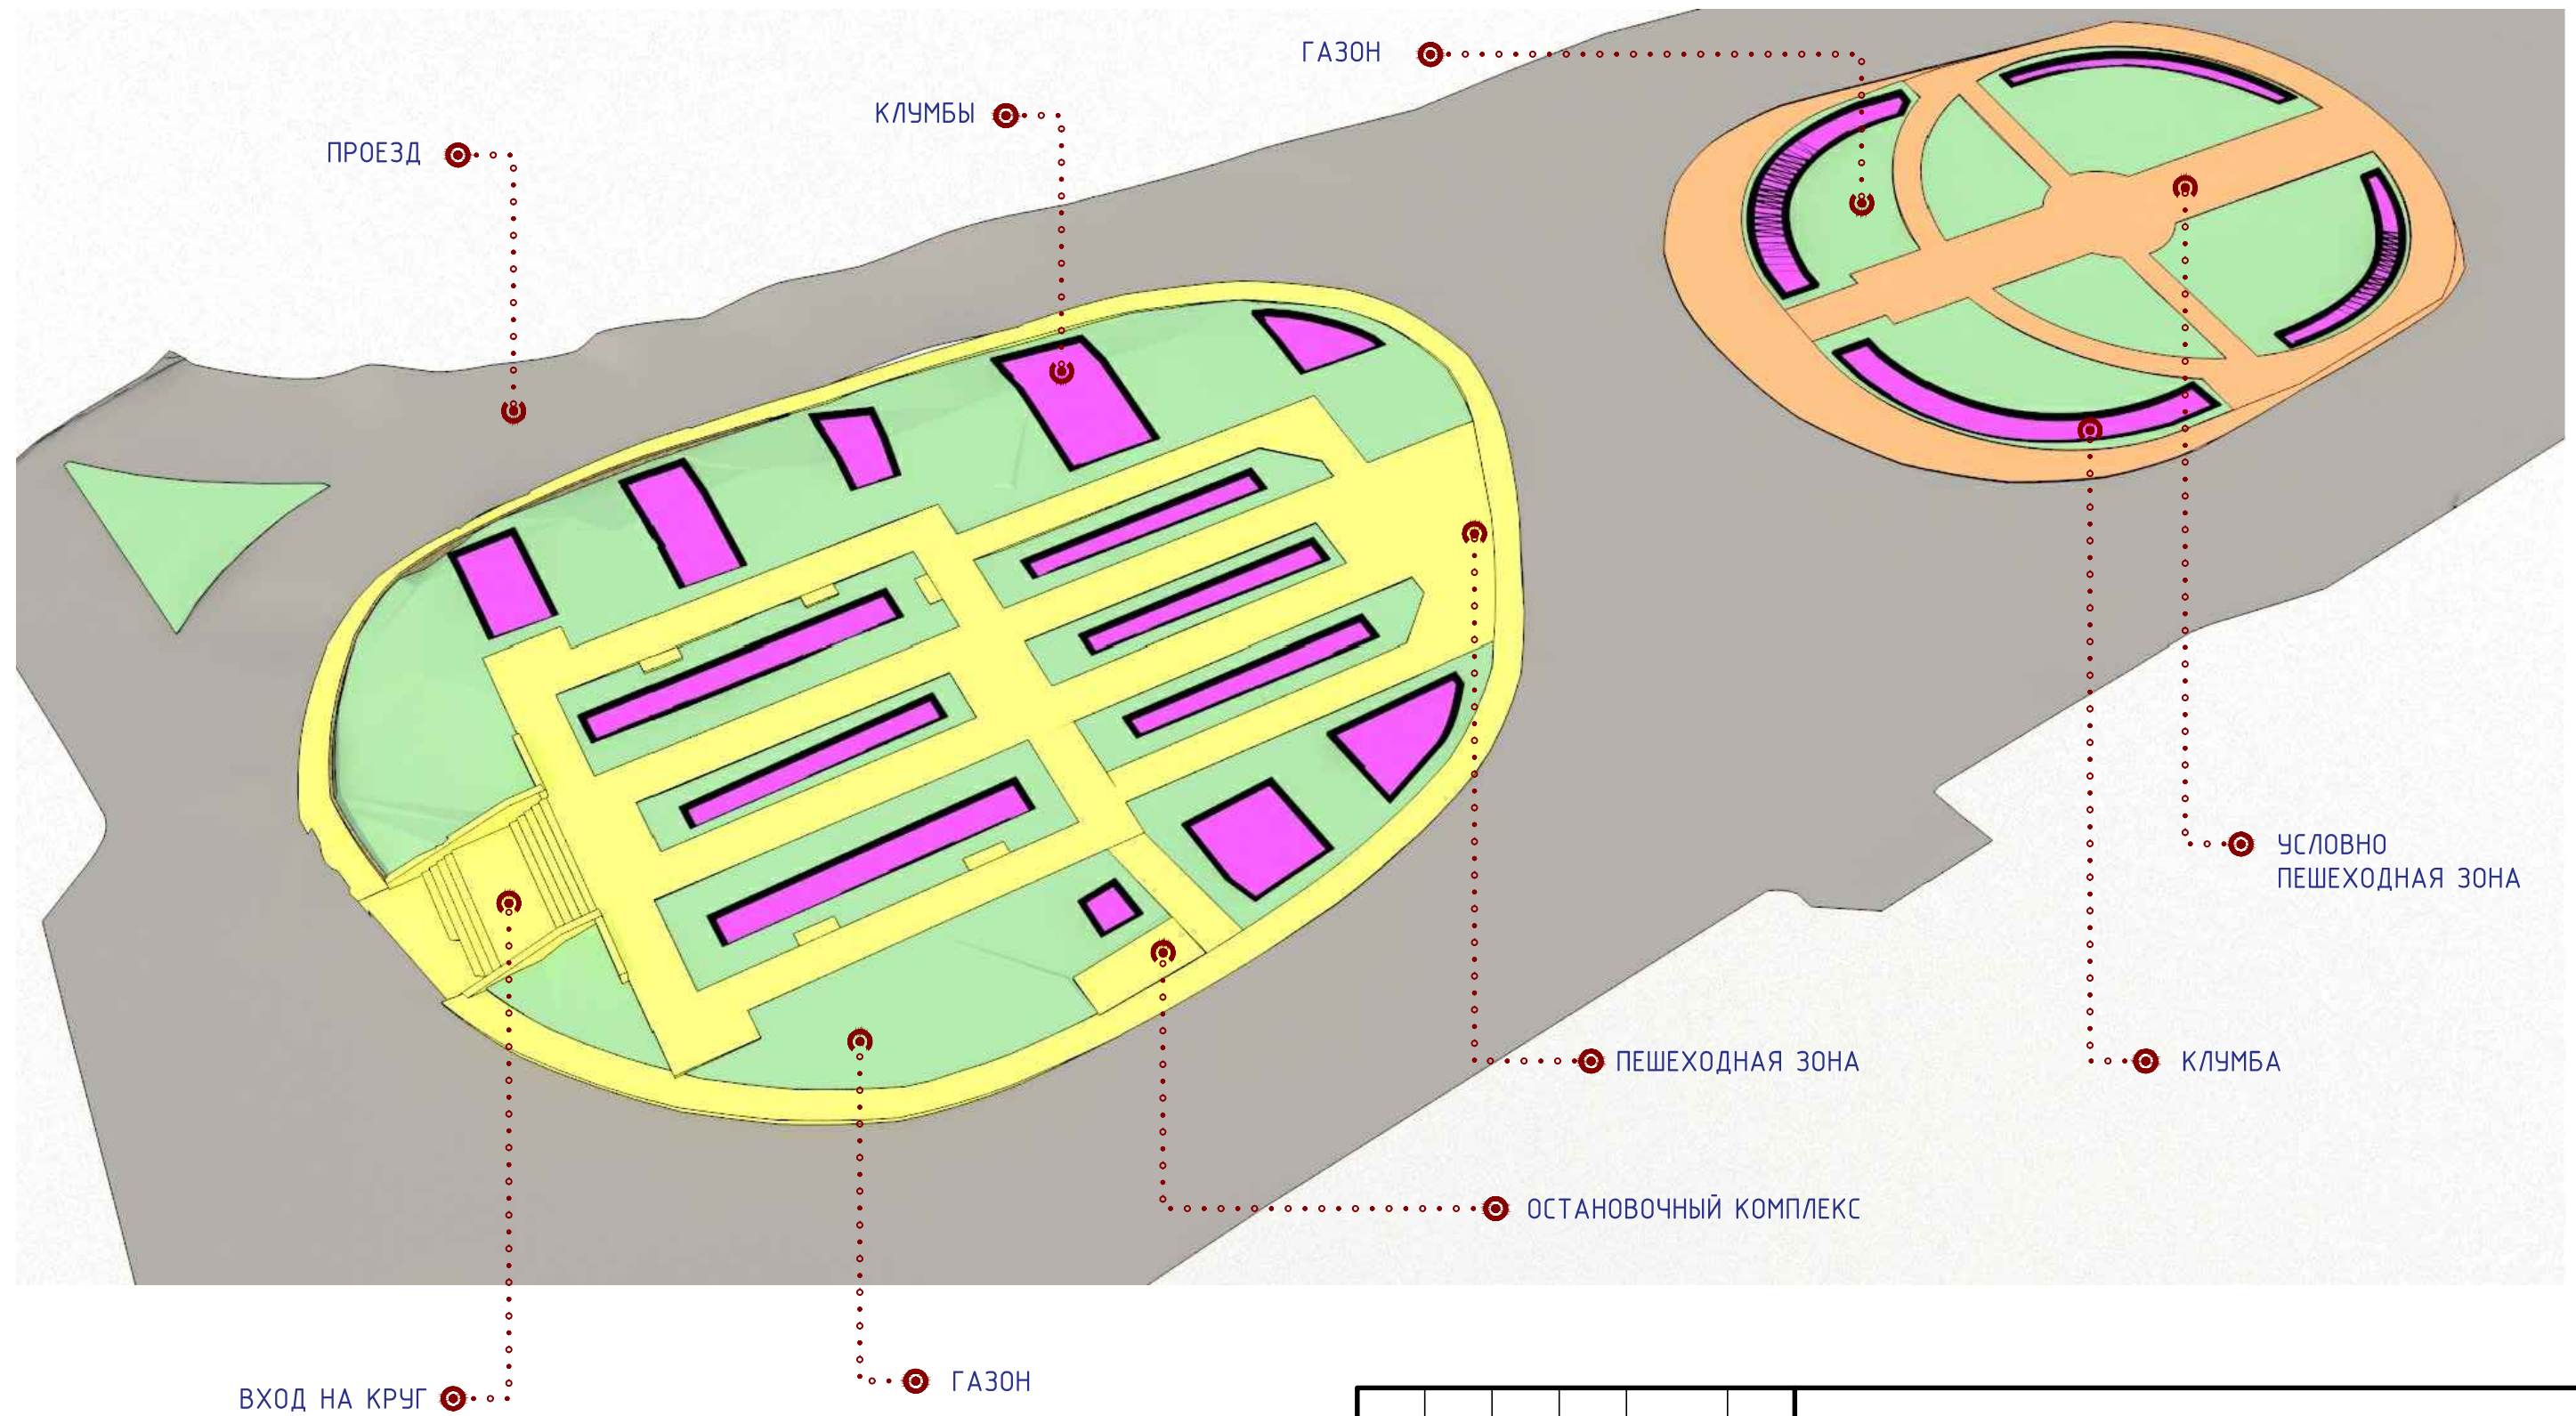 ГАЗОН
КЛУМБЫ
ПРОЕЗД
УСЛОВНО
ПЕШЕХОДНАЯ ЗОНА
ПЕШЕХОДНАЯ ЗОНА
КЛУМБА
ОСТАНОВОЧНЫЙ КОМПЛЕКС
ГАЗОН
ВХОД НА КРУГ